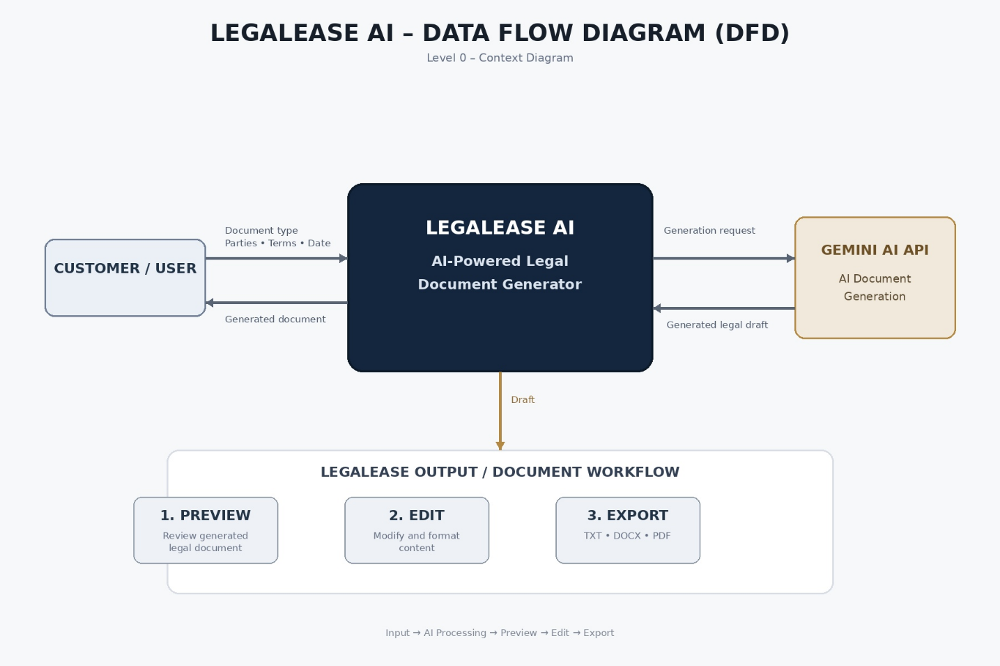 LEGALEASE AI – DATA FLOW DIAGRAM (DFD)
Level 0 – Context Diagram
CUSTOMER / USER
Document type
Parties • Terms • Date
Generated document
LEGALEASE AI
AI-Powered Legal
Document Generator
Generation request
Generated legal draft
GEMINI AI API
AI Document
Generation
Draft
LEGALEASE OUTPUT / DOCUMENT WORKFLOW
1. PREVIEW
Review generated
legal document
2. EDIT
Modify and format
content
3. EXPORT
TXT • DOCX • PDF
Input → AI Processing → Preview → Edit → Export